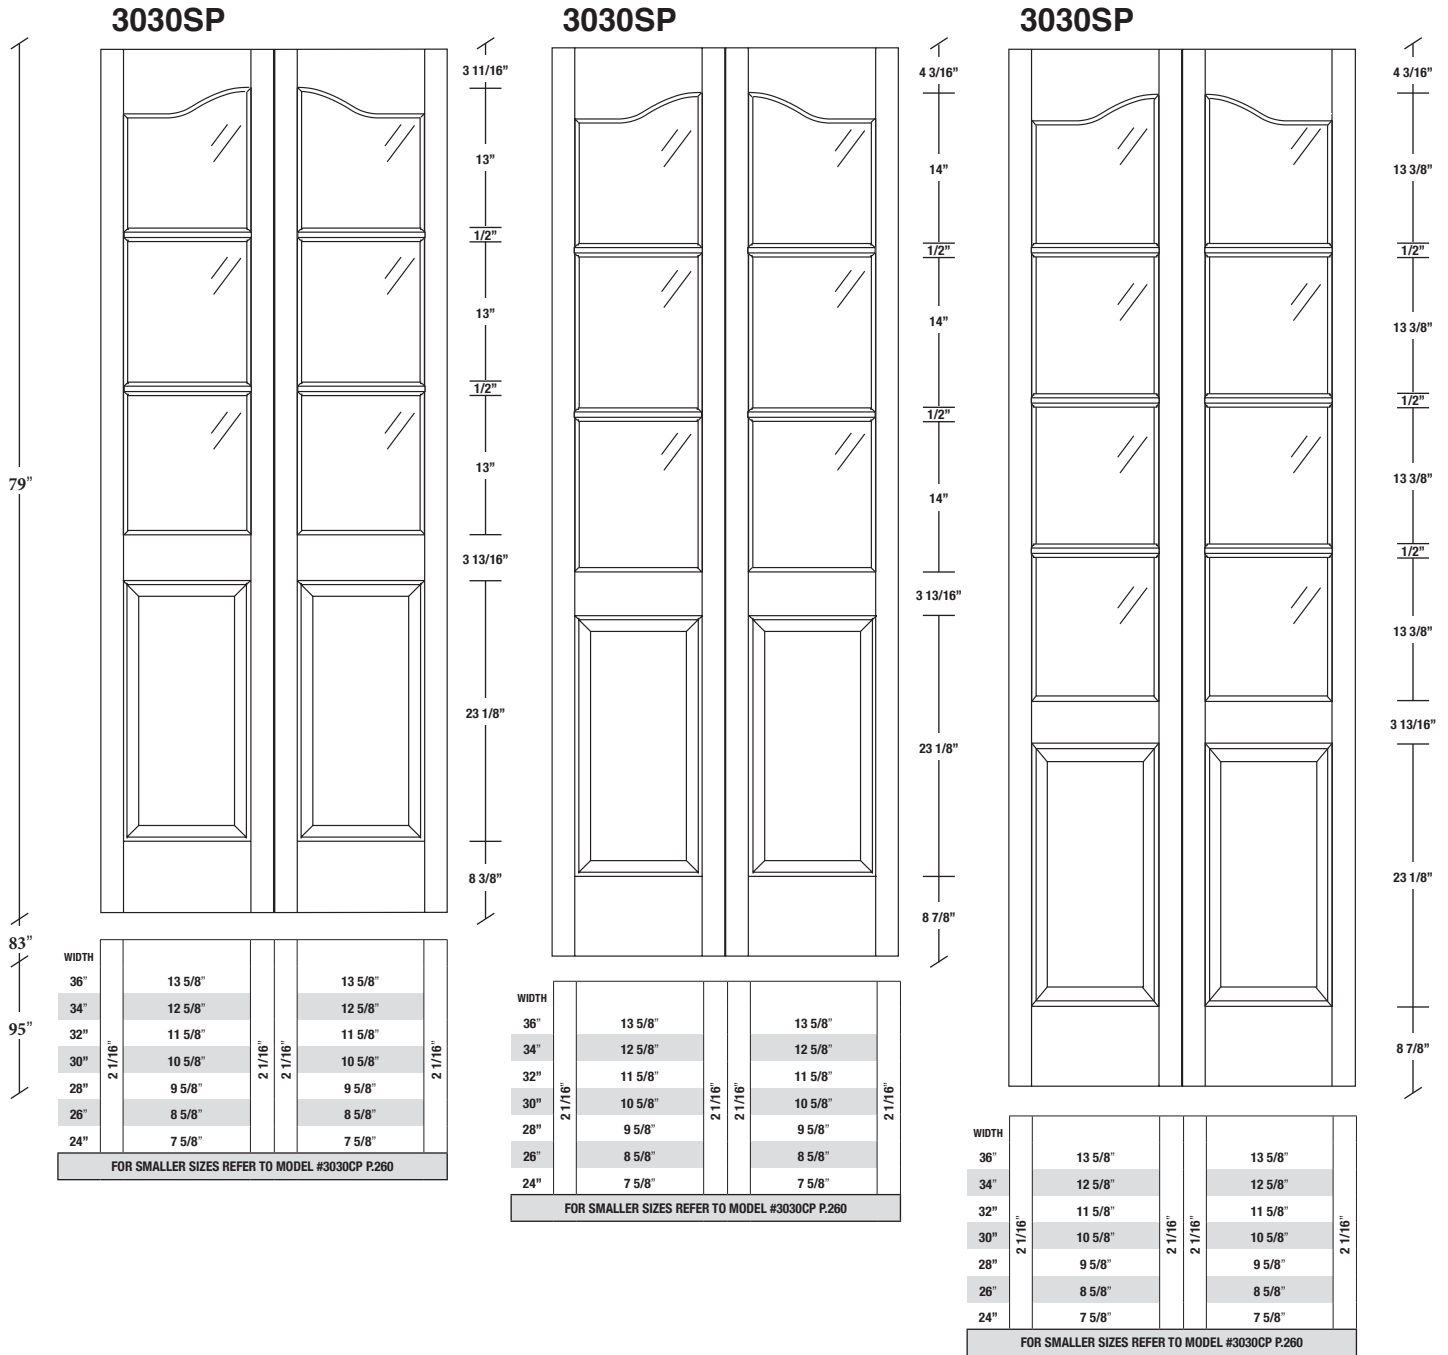 3030SP
3030SP
3030SP
79”
83”
95”
3 11/16”
13”
1/2”
13”
1/2”
13”
3 13/16”
23 1/8”
8 3/8”
WIDTH
36” 13 5/8” 13 5/8”
34” 12 5/8” 12 5/8”
32” 11 5/8” 11 5/8”
30” 10 5/8” 10 5/8”
28” 9 5/8” 9 5/8”
26” 8 5/8” 8 5/8”
24” 7 5/8” 7 5/8”
2 1/16”
2 1/16”
2 1/16”
2 1/16”
FOR SMALLER SIZES REFER TO MODEL #3030CP P.260
4 3/16”
14”
1/2”
14”
1/2”
14”
3 13/16”
23 1/8”
8 7/8”
WIDTH
36” 13 5/8” 13 5/8”
34” 12 5/8” 12 5/8”
32” 11 5/8” 11 5/8”
30” 10 5/8” 10 5/8”
28” 9 5/8” 9 5/8”
26” 8 5/8” 8 5/8”
24” 7 5/8” 7 5/8”
2 1/16”
2 1/16”
2 1/16”
2 1/16”
FOR SMALLER SIZES REFER TO MODEL #3030CP P.260
4 3/16”
13 3/8”
1/2”
13 3/8”
1/2”
13 3/8”
1/2”
13 3/8”
3 13/16”
23 1/8”
8 7/8”
WIDTH
36” 13 5/8” 13 5/8”
34” 12 5/8” 12 5/8”
32” 11 5/8” 11 5/8”
30” 10 5/8” 10 5/8”
28” 9 5/8” 9 5/8”
26” 8 5/8” 8 5/8”
24” 7 5/8” 7 5/8”
2 1/16”
2 1/16”
2 1/16”
2 1/16”
FOR SMALLER SIZES REFER TO MODEL #3030CP P.260